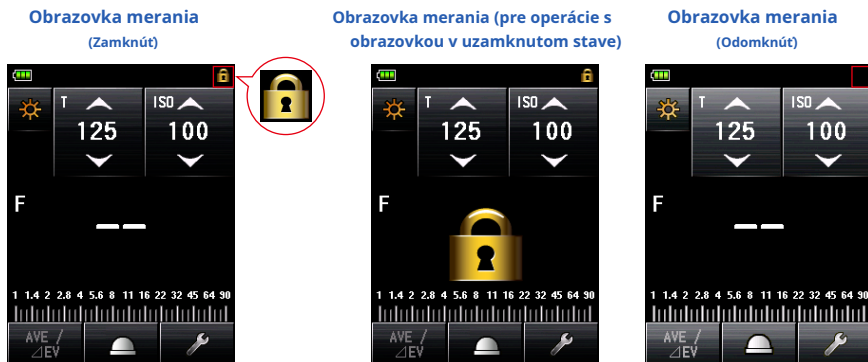 Obrazovka merania
(Zamknúť)
T
ISO
125
100
F
1 1.4 2 2.8 4 5.6 8 11 16 22 32 45 64 90
AVE /
⊿EV
Obrazovka merania (pre operácie s
obrazovkou v uzamknutom stave)
T
ISO
125
100
F
1 1.4 2 2.8 4 5.6 8 11 16 22 32 45 64 90
AVE /
⊿EV
Obrazovka merania
(Odomknúť)
T
ISO
125
100
F
1 1.4 2 2.8 4 5.6 8 11 16 22 32 45 64 90
AVE /
⊿EV